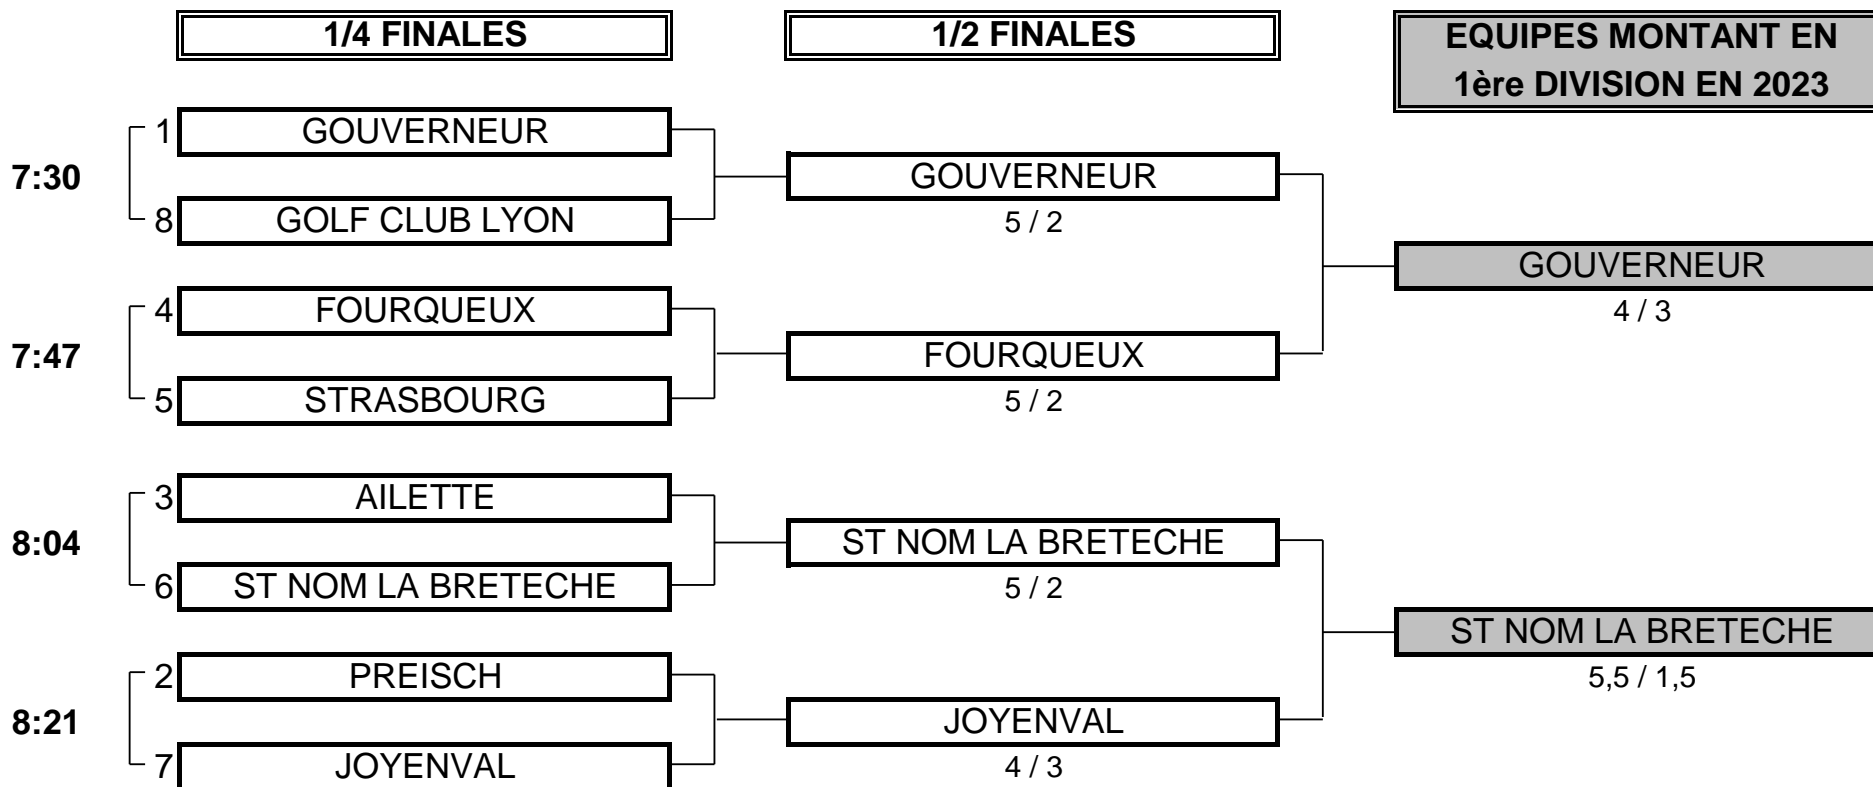 1/4 FINALES
1/2 FINALES
EQUIPES MONTANT EN
1ère DIVISION EN 2023
1 GOUVERNEUR
7:30
GOUVERNEUR
8 GOLF CLUB LYON
5 / 2
GOUVERNEUR
4 FOURQUEUX
4 / 3
7:47
FOURQUEUX
5 STRASBOURG
5 / 2
3 AILETTE
8:04
ST NOM LA BRETECHE
6 ST NOM LA BRETECHE
5 / 2
ST NOM LA BRETECHE
2 PREISCH
5,5 / 1,5
8:21
JOYENVAL
7 JOYENVAL
4 / 3